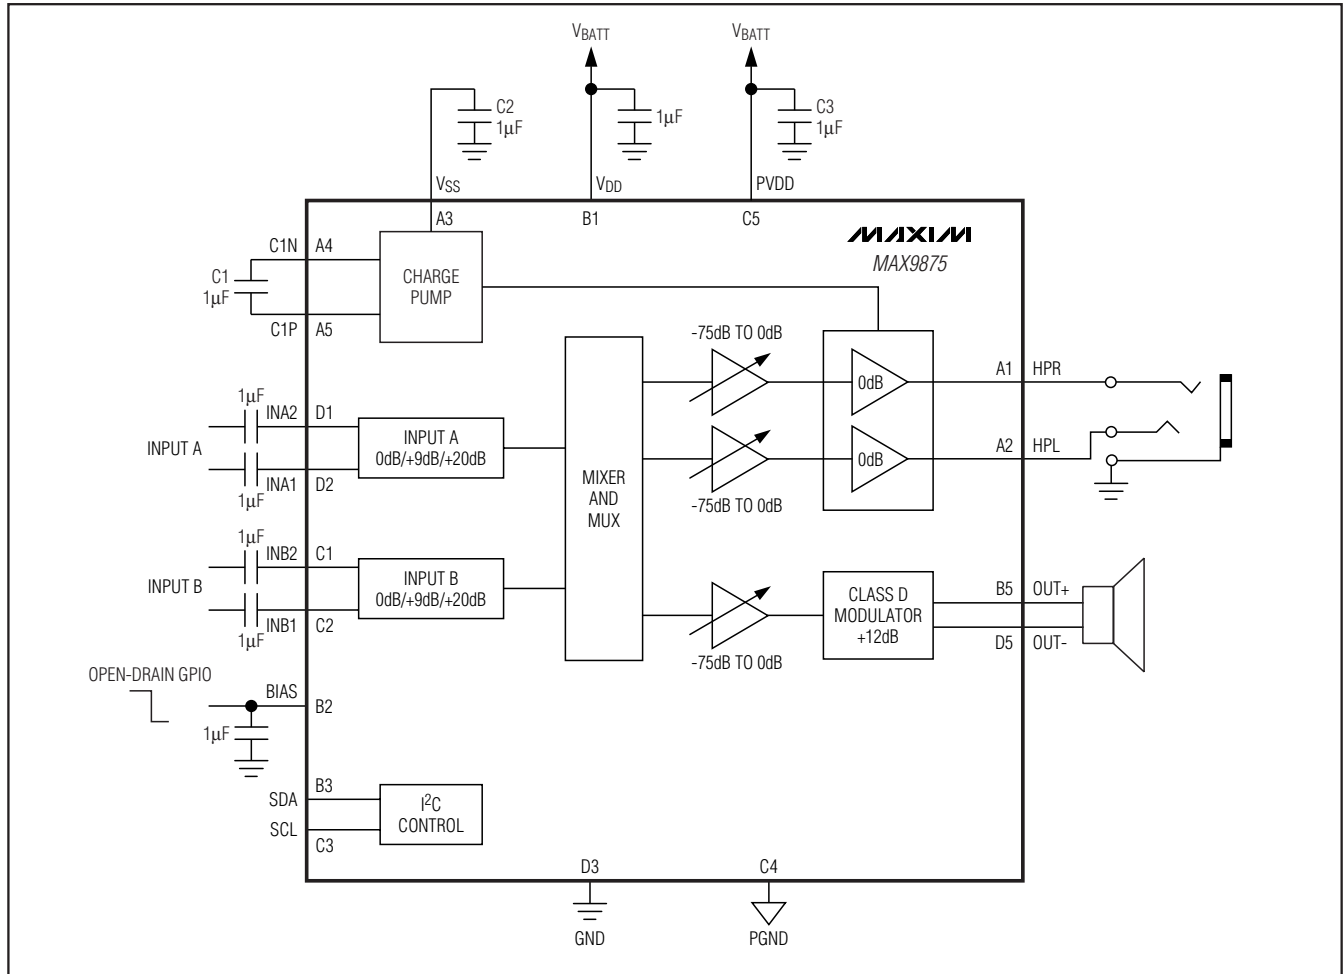 VBATT
VBATT
C2
1µF
1µF
C3
1µF
VSS
VDD
PVDD
A3
B1
C5
MAXIM
MAX9875
C1N
A4
C1
1µF
CHARGE
PUMP
C1P
A5
-75dB TO 0dB
0dB
A1
HPR
1µF
INA2
D1
INPUT A
INPUT A
0dB/+9dB/+20dB
INA1
D2
1µF
MIXER
AND
MUX
0dB
A2
HPL
-75dB TO 0dB
1µF
INB2
C1
INPUT B
INPUT B
0dB/+9dB/+20dB
INB1
C2
1µF
CLASS D
MODULATOR
+12dB
B5
OUT+
D5
OUT-
-75dB TO 0dB
OPEN-DRAIN GPIO
BIAS
B2
1µF
B3
SDA
SCL
C3
I²C
CONTROL
D3
C4
GND
PGND